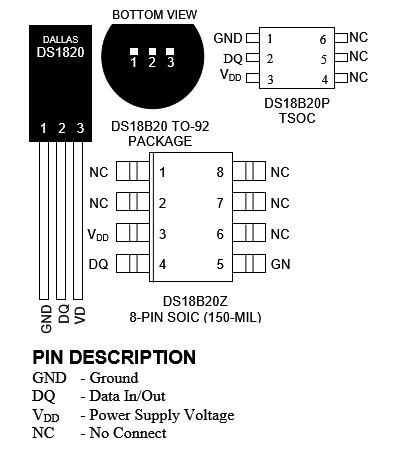 BOTTOM VIEW
DALLAS
DS1820
1 2 3
1 2 3
GND DQ VD
DS18B20 TO-92
PACKAGE
GND 1 6 NC
DQ 2 5 NC
VDD 3 4 NC
DS18B20P
TSOC
NC 1 8 NC
NC 2 7 NC
VDD 3 6 NC
DQ 4 5 GN
DS18B20Z
8-PIN SOIC (150-MIL)
PIN DESCRIPTION
GND - Ground
DQ - Data In/Out
VDD - Power Supply Voltage
NC - No Connect